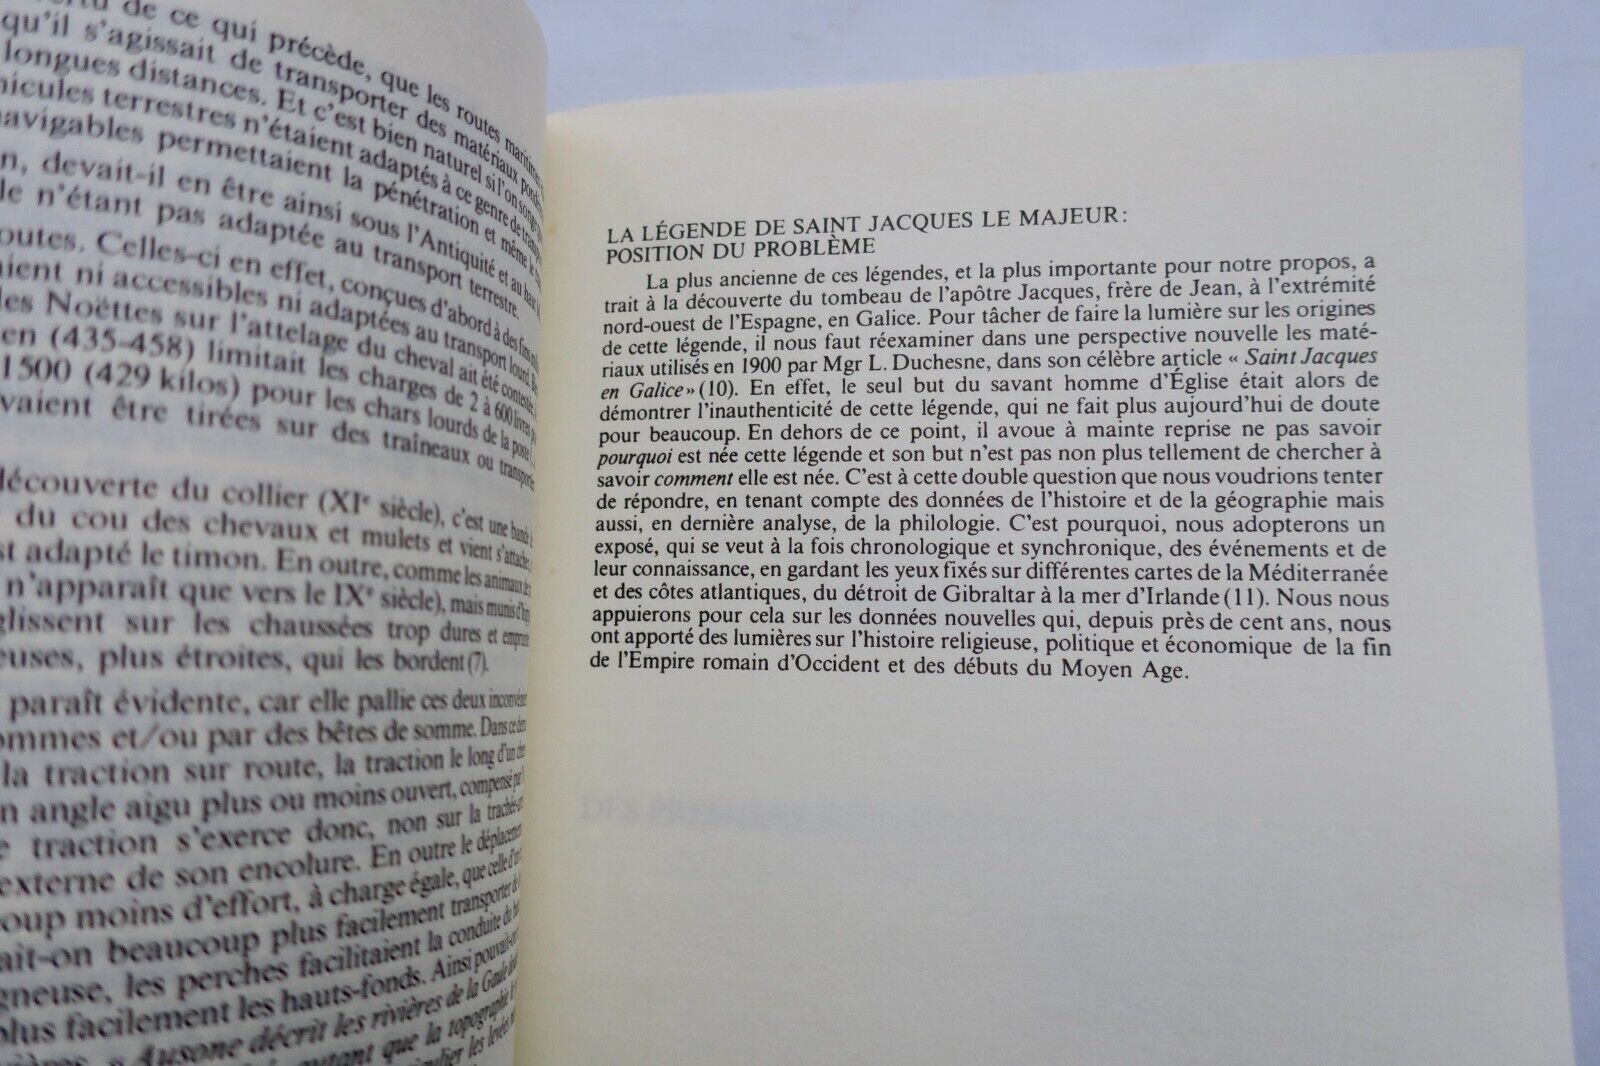 de ce qui précède, que les routes maritimes
qu'il s'agissait de transporter des matériaux
longues distances. Et c'est bien naturel si l'on songe
terrestres n'étaient adaptés à ce genre de
navigables permettaient la pénétration et même
devait-il en être ainsi sous l'Antiquité et au haut
n'étant pas adaptée au transport terrestre.
outes. Celles-ci en effet, conçues d'abord à des fins
aient ni accessibles ni adaptées au transport lourd.
des Noëttes sur l'attelage du cheval ait été contestée,
en (435-458) limitait les charges de 2 à 600 livres
1500 (429 kilos) pour les chars lourds de la poste
vaient être tirées sur des traîneaux ou
découverte du collier (XIe siècle), c'est une bande
du cou des chevaux et mulets et vient s'attacher
st adapté le timon. En outre, comme les animaux de
n'apparaît que vers le IXe siècle), mais munis
glissent sur les chaussées trop dures et
euses, plus étroites, qui les bordent (7).
paraît évidente, car elle pallie ces deux
ommes et/ou par des bêtes de somme. Dans ce
la traction sur route, la traction le long d'un
n angle aigu plus ou moins ouvert, compensé par
e traction s'exerce donc, non sur la
externe de son encolure. En outre le déplacement
oup moins d'effort, à charge égale, que celle
ait-on beaucoup plus facilement transporter
gneuse, les perches facilitaient la conduite du
plus facilement les hauts-fonds. Ainsi pouvait-on
« Ausone décrit les rivières de la Gaule
autant que la topographie
les levées
LA LÉGENDE DE SAINT JACQUES LE MAJEUR :
POSITION DU PROBLÈME
La plus ancienne de ces légendes, et la plus importante pour notre propos, a
trait à la découverte du tombeau de l'apôtre Jacques, frère de Jean, à l'extrémité
nord-ouest de l'Espagne, en Galice. Pour tâcher de faire la lumière sur les origines
de cette légende, il nous faut réexaminer dans une perspective nouvelle les maté-
riaux utilisés en 1900 par Mgr L. Duchesne, dans son célèbre article « Saint Jacques
en Galice » (10). En effet, le seul but du savant homme d'Église était alors de
démontrer l'inauthenticité de cette légende, qui ne fait plus aujourd'hui de doute
pour beaucoup. En dehors de ce point, il avoue à mainte reprise ne pas savoir
pourquoi est née cette légende et son but n'est pas non plus tellement de chercher à
savoir comment elle est née. C'est à cette double question que nous voudrions tenter
de répondre, en tenant compte des données de l'histoire et de la géographie mais
aussi, en dernière analyse, de la philologie. C'est pourquoi, nous adopterons un
exposé, qui se veut à la fois chronologique et synchronique, des événements et de
leur connaissance, en gardant les yeux fixés sur différentes cartes de la Méditerranée
et des côtes atlantiques, du détroit de Gibraltar à la mer d'Irlande (11). Nous nous
appuierons pour cela sur les données nouvelles qui, depuis près de cent ans, nous
ont apporté des lumières sur l'histoire religieuse, politique et économique de la fin
de l'Empire romain d'Occident et des débuts du Moyen Age.